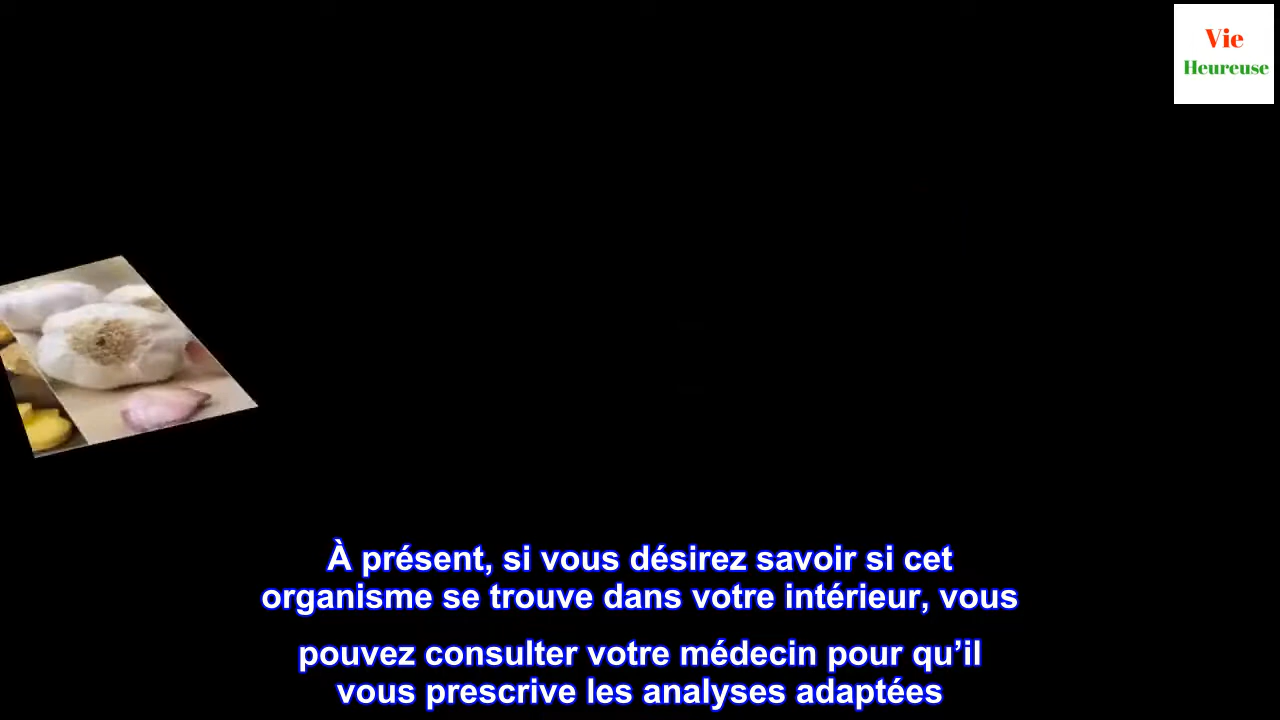 Vie
Heureuse
À présent, si vous désirez savoir si cet
organisme se trouve dans votre intérieur, vous
pouvez consulter votre médecin pour qu’il
vous prescrive les analyses adaptées